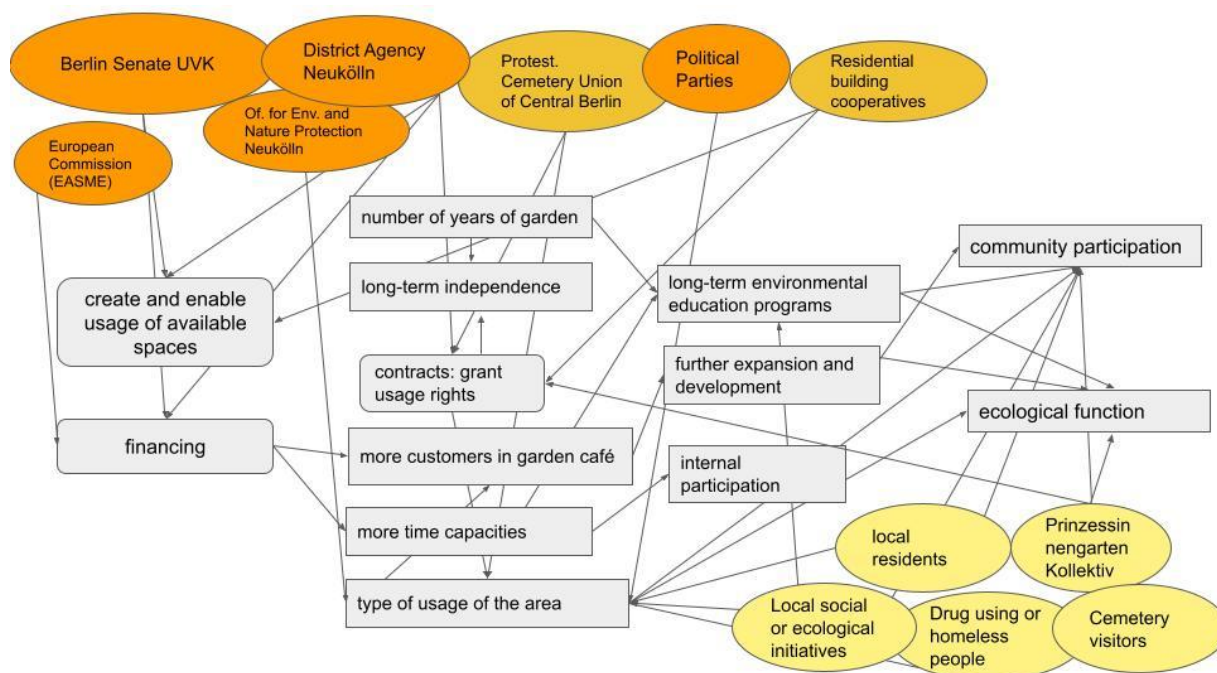 Berlin Senate UVK
District Agency
Neukölln
Protest.
Cemetery Union
of Central Berlin
Political
Parties
Residential
building
cooperatives
Of. for Env. and
Nature Protection
Neukölln
European
Commission
(EASME)
number of years of garden
community participation
long-term independence
long-term environmental
education programs
create and enable
usage of available
spaces
contracts: grant
usage rights
further expansion and
development
ecological function
financing
more customers in garden café
internal
participation
more time capacities
local
residents
Prinzessin
nengarten
Kollektiv
type of usage of the area
Local social
or ecological
initiatives
Drug using or
homeless
people
Cemetery
visitors